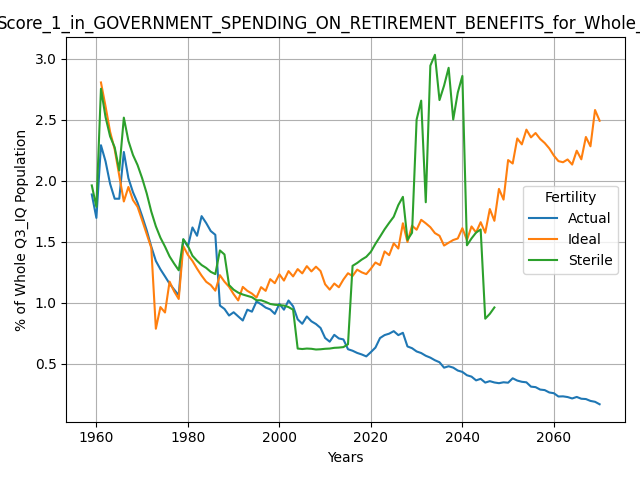 Score_1_in_GOVERNMENT_SPENDING_ON_RETIREMENT_BENEFITS_for_Whole_
% of Whole Q3_IQ Population
3.0
2.5
2.0
1.5
1.0
0.5
Fertility
Actual
Ideal
Sterile
1960
1980
2000
2020
2040
2060
Years